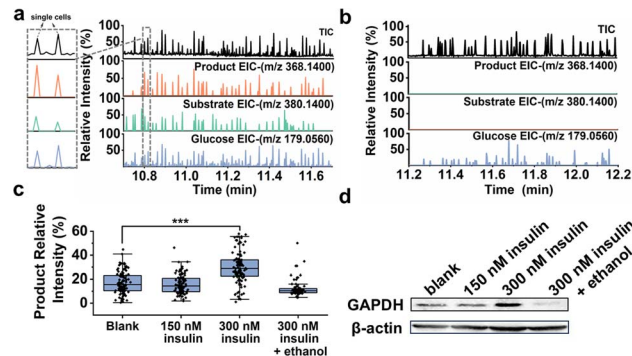 a
single cells
Relative Intensity (%)
100
50
TIC
100
50
Product EIC-(m/z 368.1400)
100
50
Substrate EIC-(m/z 380.1400)
100
50
Glucose EIC-(m/z 179.0560)
10.8 11.0 11.2 11.4 11.6
Time (min)
b
Relative Intensity (%)
100
50
TIC
100
50
Product EIC-(m/z 368.1400)
100
50
Substrate EIC-(m/z 380.1400)
100
50
Glucose EIC-(m/z 179.0560)
11.2 11.4 11.6 11.8 12.0 12.2
Time (min)
c
Product Relative
Intensity (%)
60
40
20
0
***
Blank
150 nM
insulin
300 nM
insulin
300 nM
insulin
+ ethanol
d
blank
150 nM insulin
300 nM insulin
300 nM insulin
+ ethanol
GAPDH
β-actin